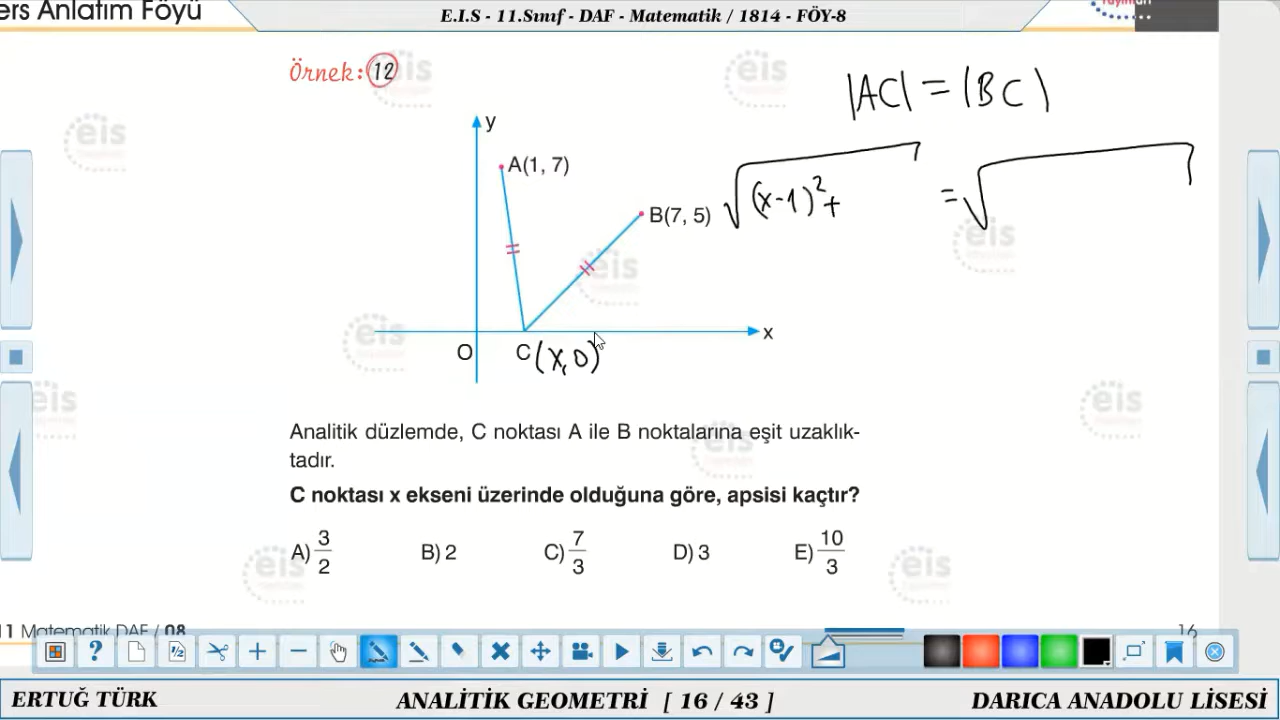 ers Anlatım Föyü
E.I.S - 11.Sınıf - DAF - Matematik / 1814 - FÖY-8
Örnek: 12
|AC| = |BC|
y
A(1, 7)
B(7, 5)
√(x-1)²+ = √
O
C(x,0)
x
Analitik düzlemde, C noktası A ile B noktalarına eşit uzaklık-
tadır.
C noktası x ekseni üzerinde olduğuna göre, apsisi kaçtır?
A) 3/2 B) 2 C) 7/3 D) 3 E) 10/3
11 Matematik DAF / 08
16
ERTUĞ TÜRK
ANALİTİK GEOMETRİ [ 16 / 43 ]
DARICA ANADOLU LİSESİ
eis